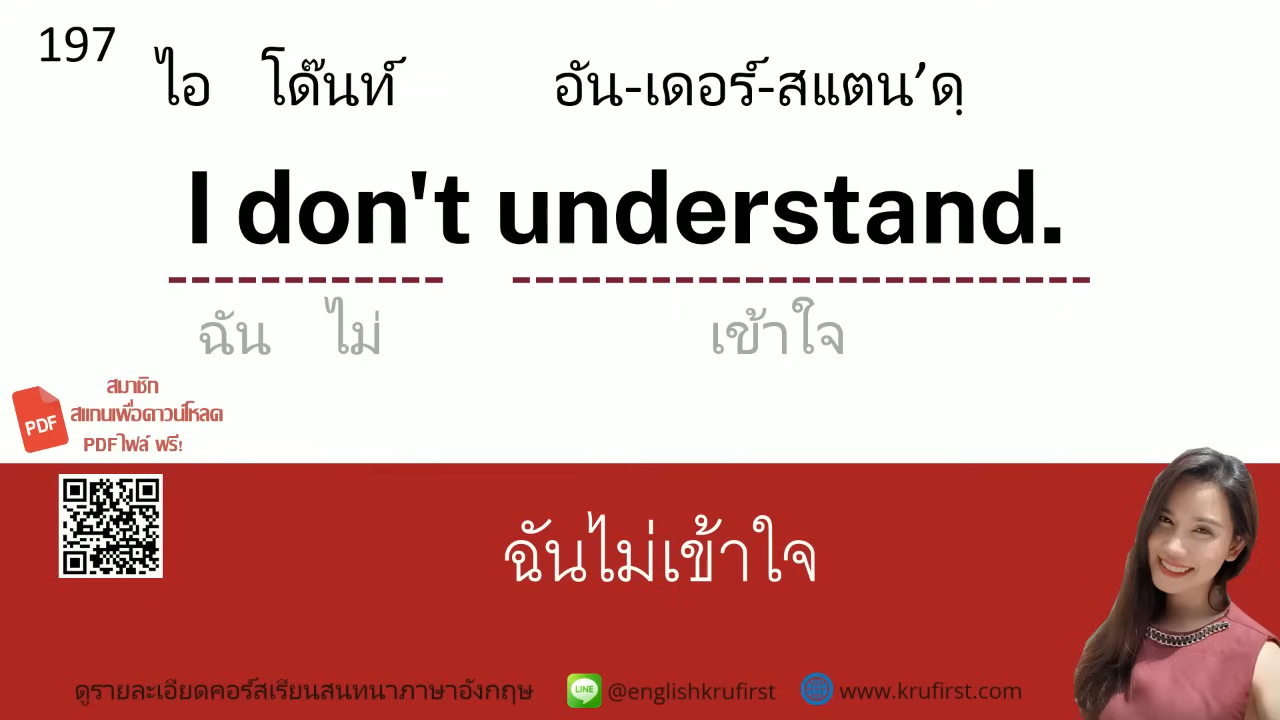 197
ไอ โด๊นท์ อัน-เดอร์-สแตน’ดฺ
I don't understand.
ฉัน ไม่ เข้าใจ
สมาชิก
สแกนเพื่อดาวน์โหลด
PDFไฟล์ ฟรี!
PDF
ฉันไม่เข้าใจ
ดูรายละเอียดคอร์สเรียนสนทนาภาษาอังกฤษ LINE @englishkrufirst www.krufirst.com